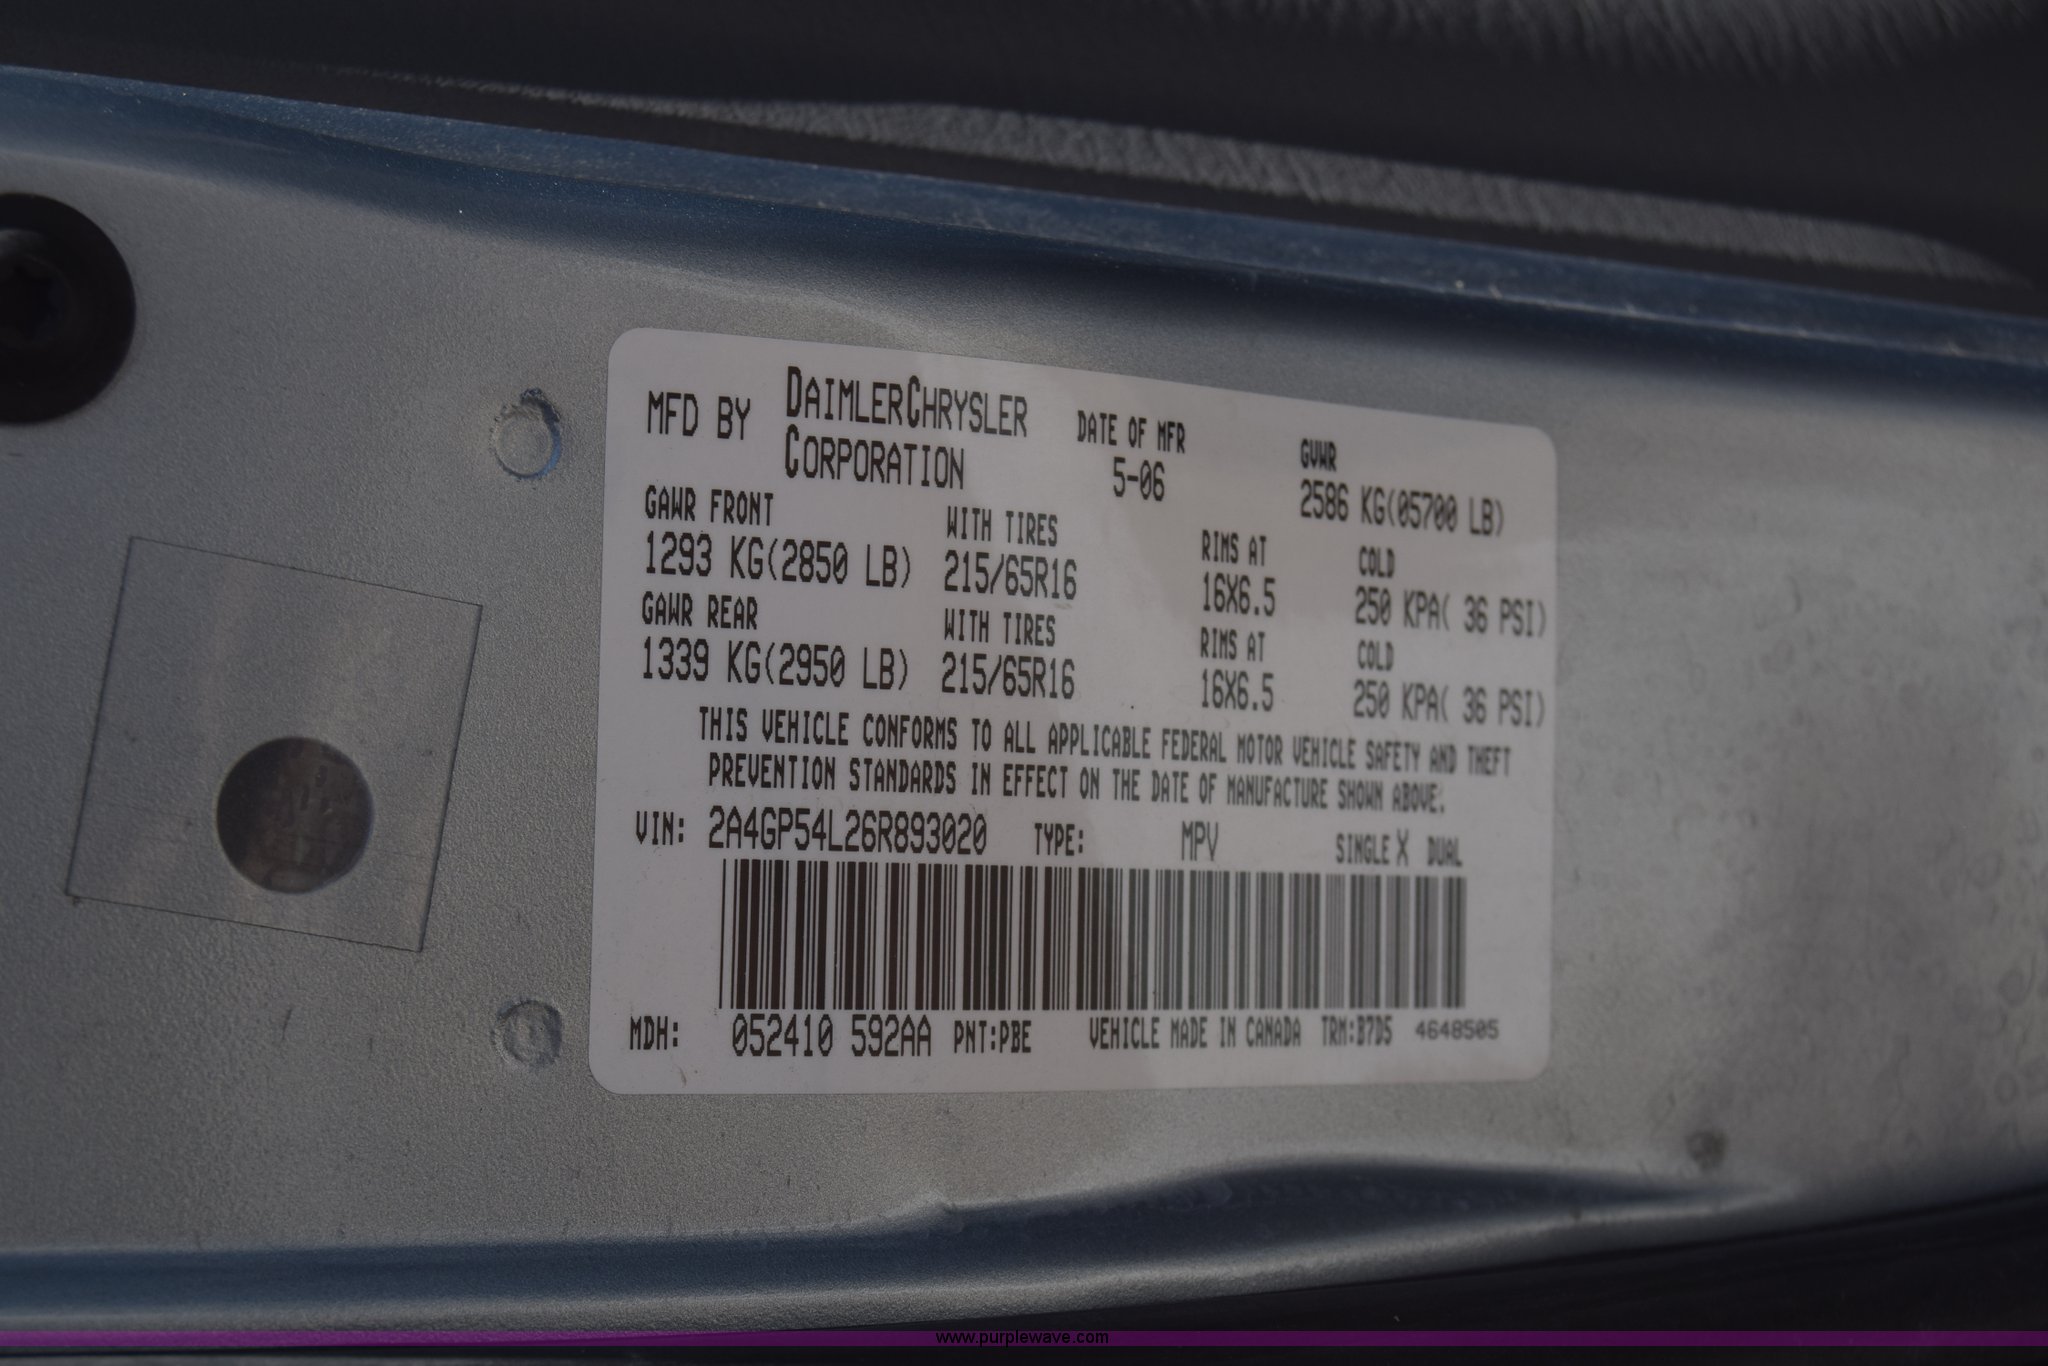 MFD BY DAIMLERCHRYSLER CORPORATION DATE OF MFR 5-06 GVWR 2586 KG(05700 LB)
GAWR FRONT WITH TIRES RIMS AT COLD
1293 KG(2850 LB) 215/65R16 16X6.5 250 KPA( 36 PSI)
GAWR REAR WITH TIRES RIMS AT COLD
1339 KG(2950 LB) 215/65R16 16X6.5 250 KPA( 36 PSI)
THIS VEHICLE CONFORMS TO ALL APPLICABLE FEDERAL MOTOR VEHICLE SAFETY AND THEFT
PREVENTION STANDARDS IN EFFECT ON THE DATE OF MANUFACTURE SHOWN ABOVE.
VIN: 2A4GP54L26R893020 TYPE: MPV SINGLE X DUAL
MDH: 052410 592AA PNT:PBE VEHICLE MADE IN CANADA TRM:B7D5 4648505
www.purplewave.com